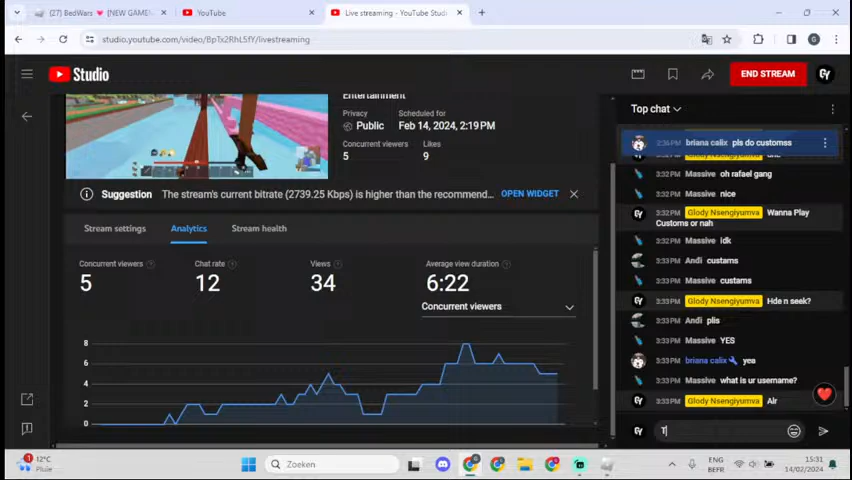 (27) BedWars
[NEW GAME!]
YouTube
Live streaming - YouTube Studi
studio.youtube.com/video/BpTx2RhL5fY/livestreaming
G
Studio
END STREAM
GY
Entertainment
Privacy
Public
Scheduled for
Feb 14, 2024, 2:19 PM
Concurrent viewers
5
Likes
9
Suggestion The stream's current bitrate (2739.25 Kbps) is higher than the recommend... OPEN WIDGET
Stream settings
Analytics
Stream health
Concurrent viewers
5
Chat rate
12
Views
34
Average view duration
6:22
Concurrent viewers
8
6
4
2
0
Top chat
briana calix pls do customss
3:32 PM Massive oh rafael gang
3:32 PM Massive nice
3:32 PM Glody Nsengiyumva Wanna Play
Customs or nah
3:32 PM Massive idk
3:33 PM Andi custams
3:33 PM Massive custams
3:33 PM Glody Nsengiyumva Hde n seek?
3:33 PM Andi plis
3:33 PM Massive YES
3:33 PM briana calix yea
3:33 PM Massive what is ur username?
3:33 PM Glody Nsengiyumva Alr
T
1
12°C
Pluie
Zoeken
ENG
BEFR
15:31
14/02/2024